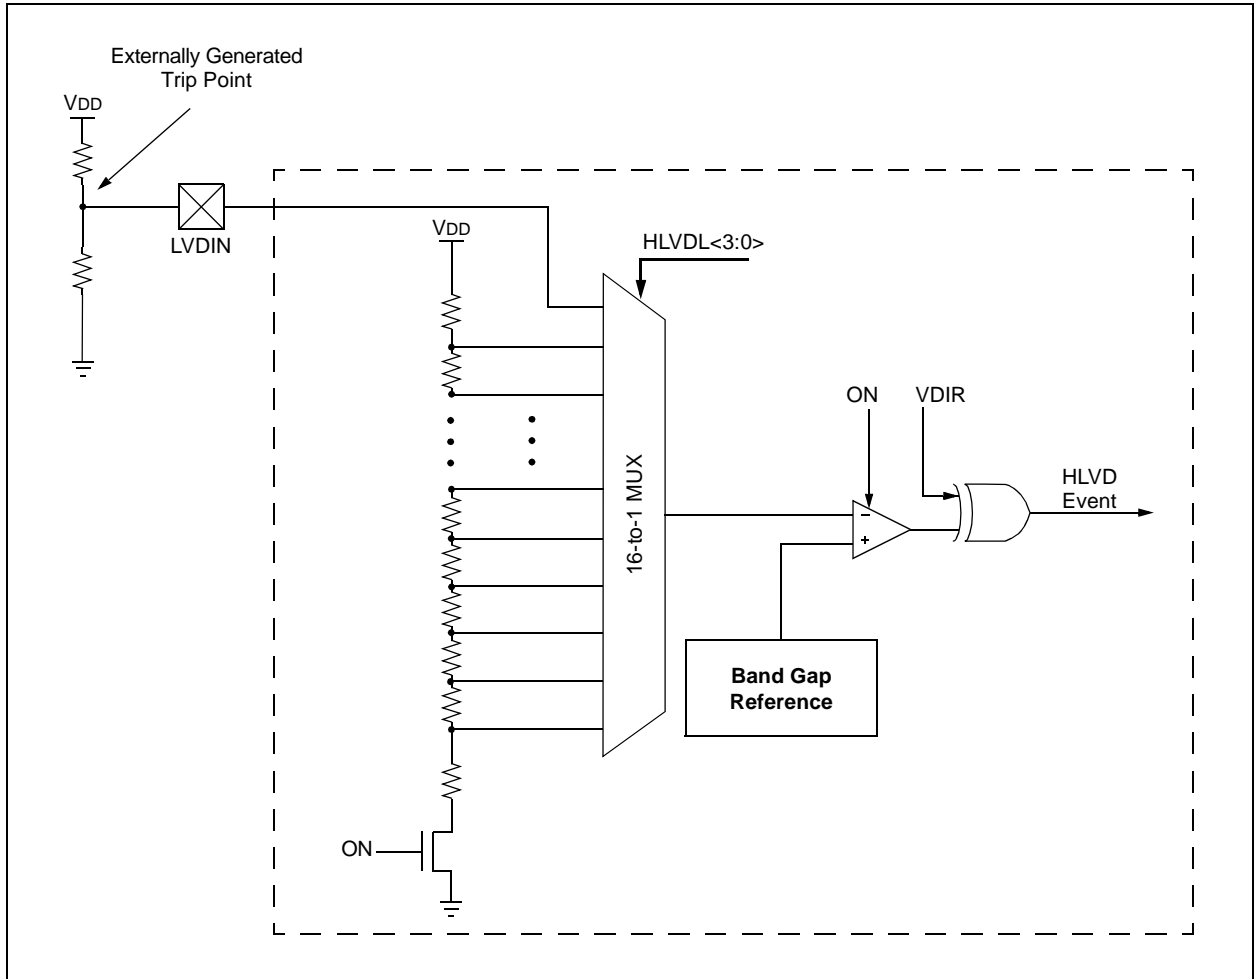 Externally Generated
Trip Point
VDD
LVDIN
VDD
HLVDL<3:0>
16-to-1 MUX
ON
VDIR
HLVD
Event
–
+
Band Gap
Reference
ON